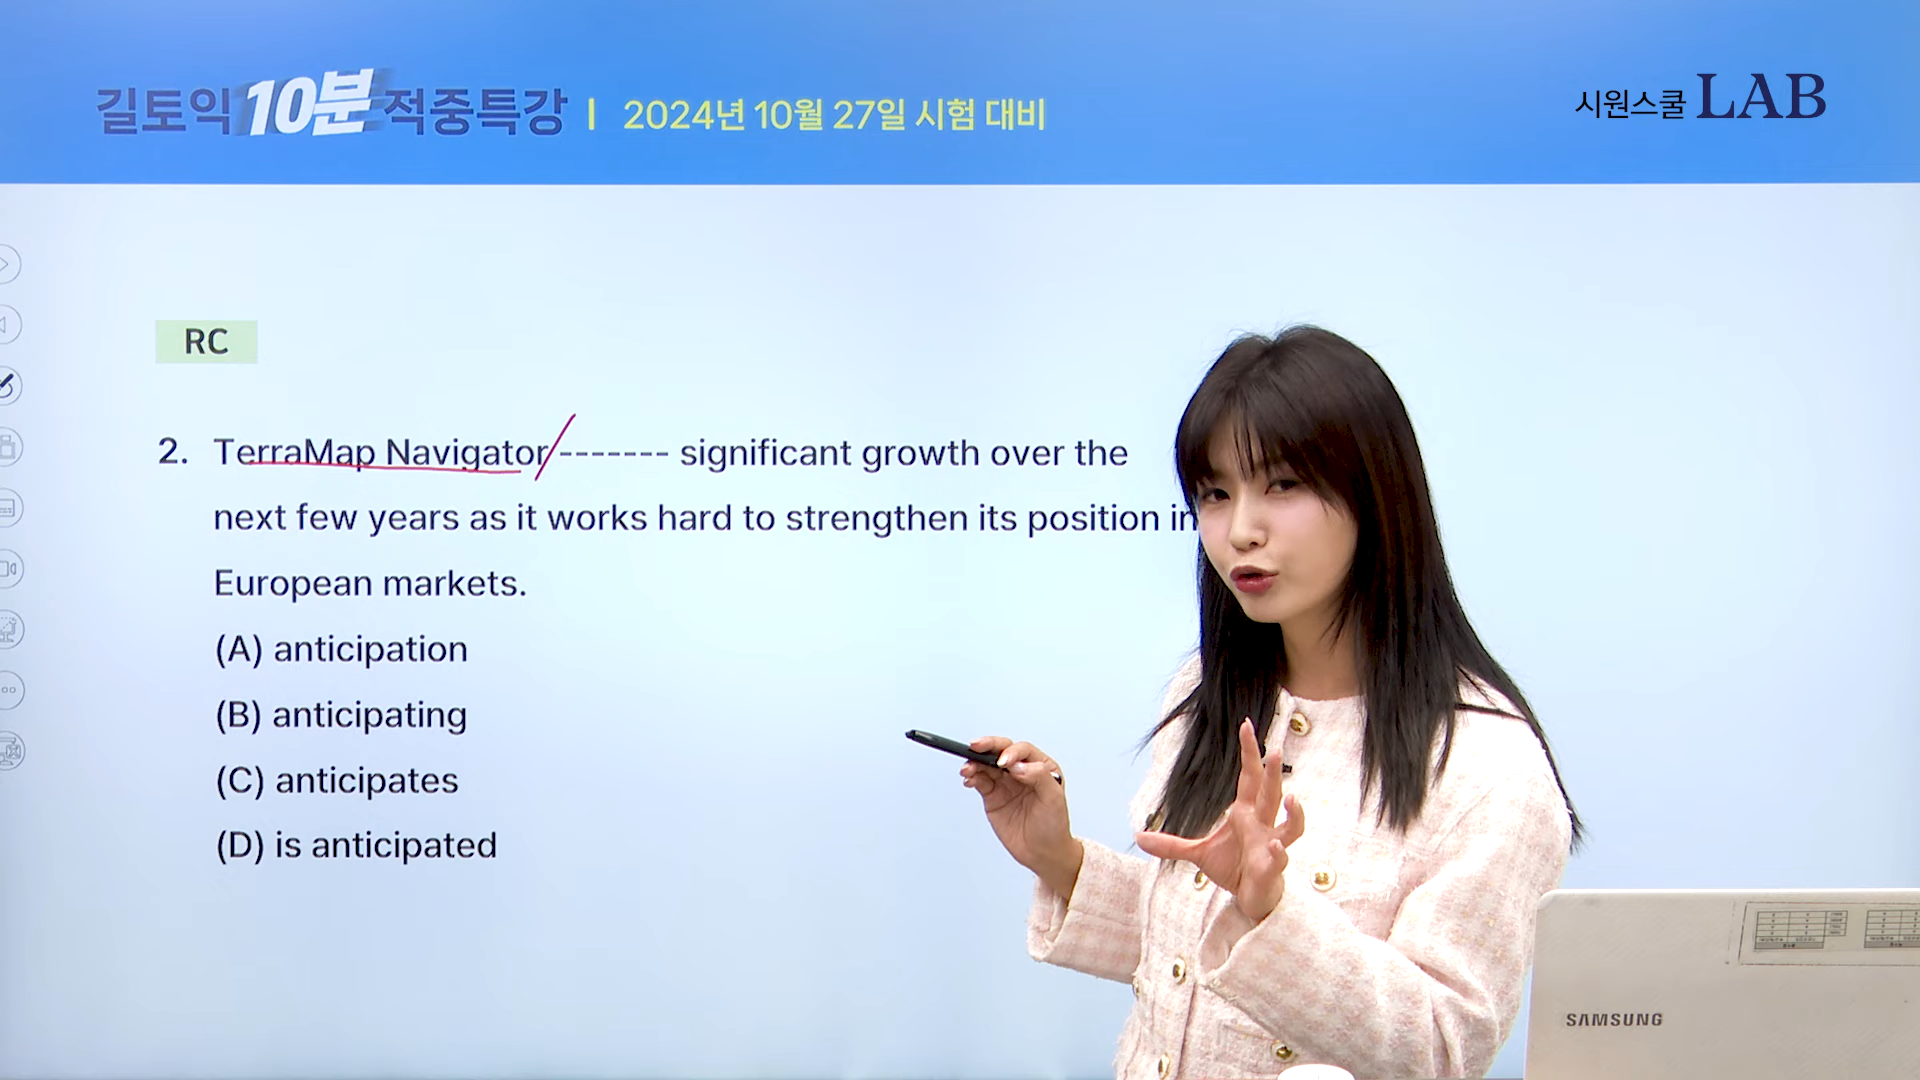 길토익 10분 적중특강 | 2024년 10월 27일 시험 대비
시원스쿨 LAB
RC
2. TerraMap Navigator ------- significant growth over the
next few years as it works hard to strengthen its position in
European markets.
(A) anticipation
(B) anticipating
(C) anticipates
(D) is anticipated
SAMSUNG